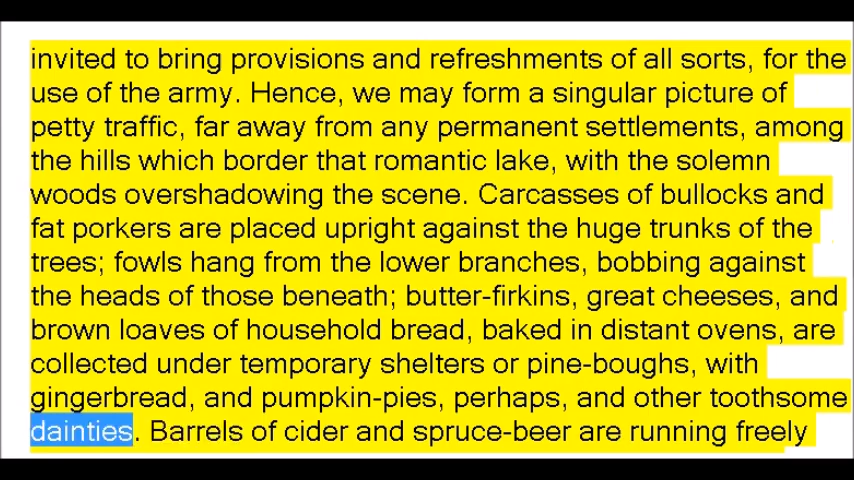 invited to bring provisions and refreshments of all sorts, for the
use of the army. Hence, we may form a singular picture of
petty traffic, far away from any permanent settlements, among
the hills which border that romantic lake, with the solemn
woods overshadowing the scene. Carcasses of bullocks and
fat porkers are placed upright against the huge trunks of the
trees; fowls hang from the lower branches, bobbing against
the heads of those beneath; butter-firkins, great cheeses, and
brown loaves of household bread, baked in distant ovens, are
collected under temporary shelters or pine-boughs, with
gingerbread, and pumpkin-pies, perhaps, and other toothsome
dainties. Barrels of cider and spruce-beer are running freely